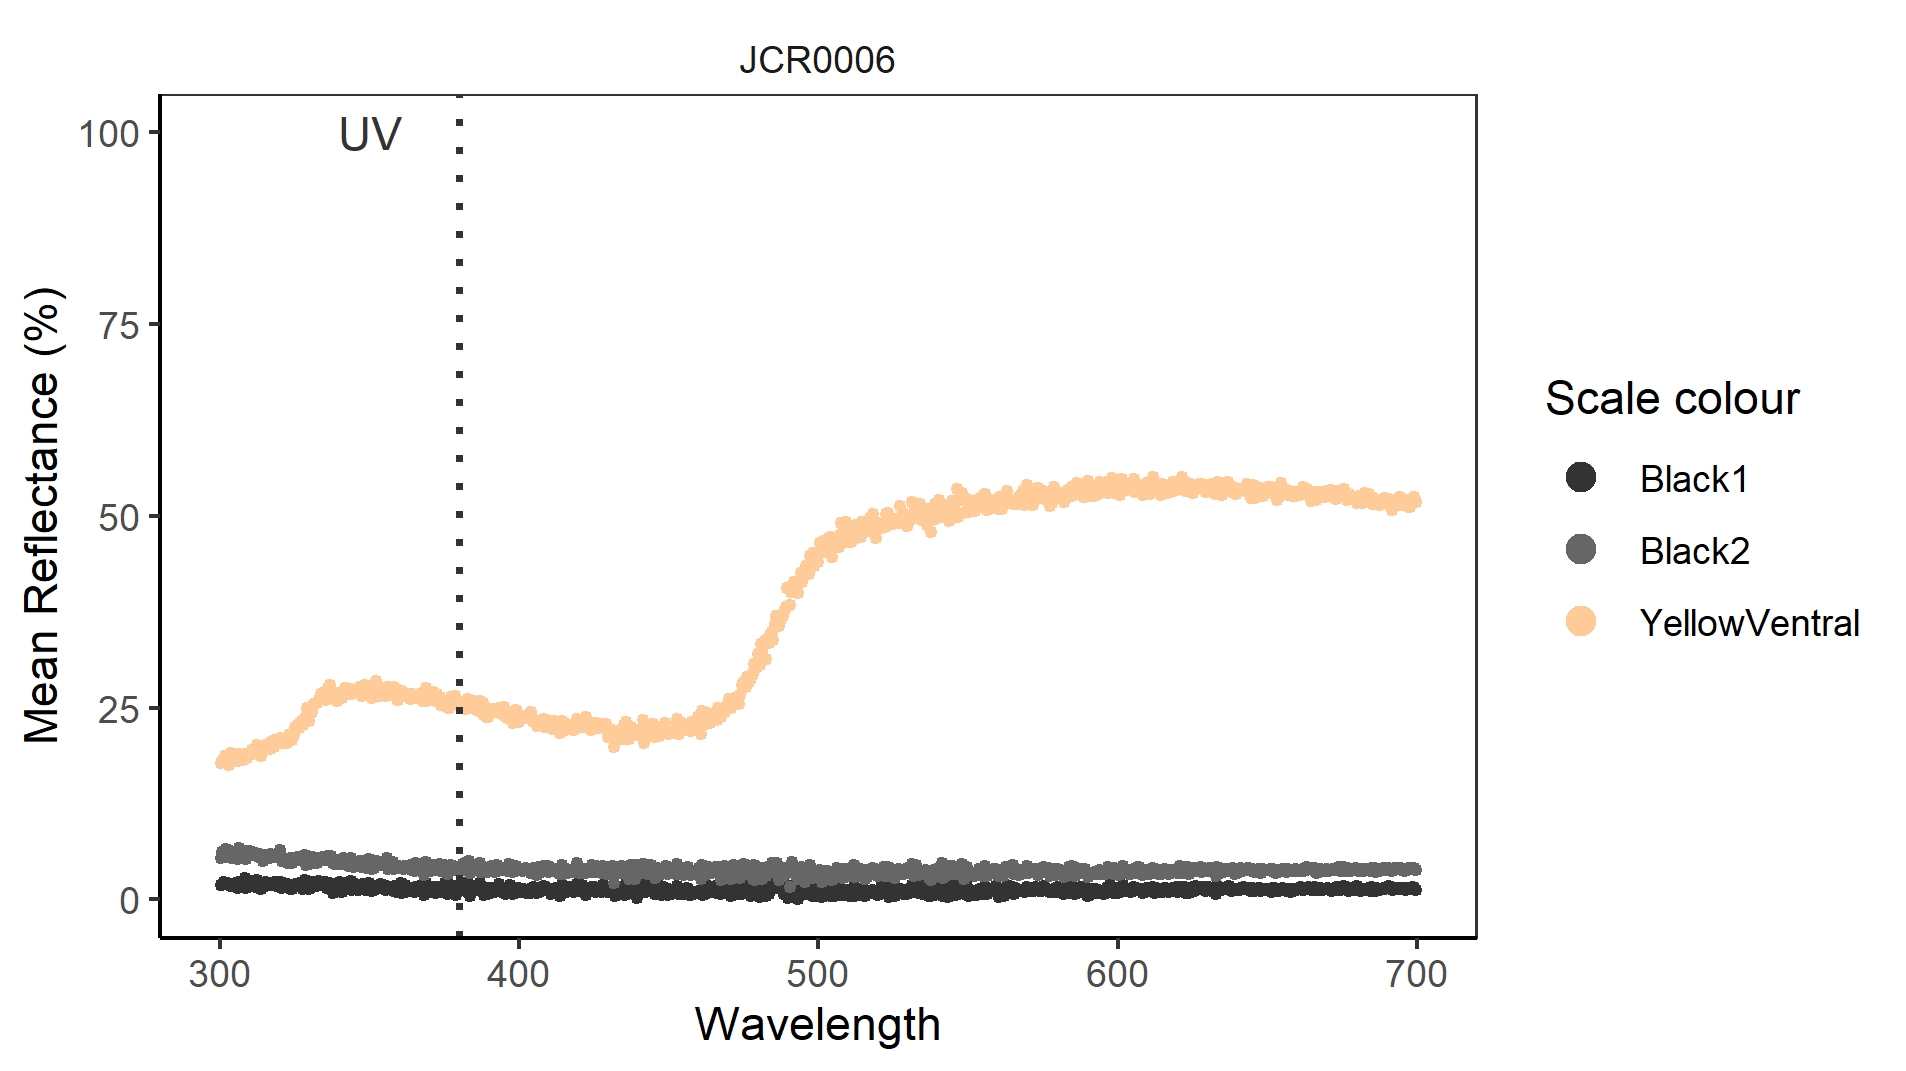 JCR0006
UV
100
75
50
25
0
Mean Reflectance (%)
300 400 500 600 700
Wavelength
Scale colour
Black1
Black2
YellowVentral